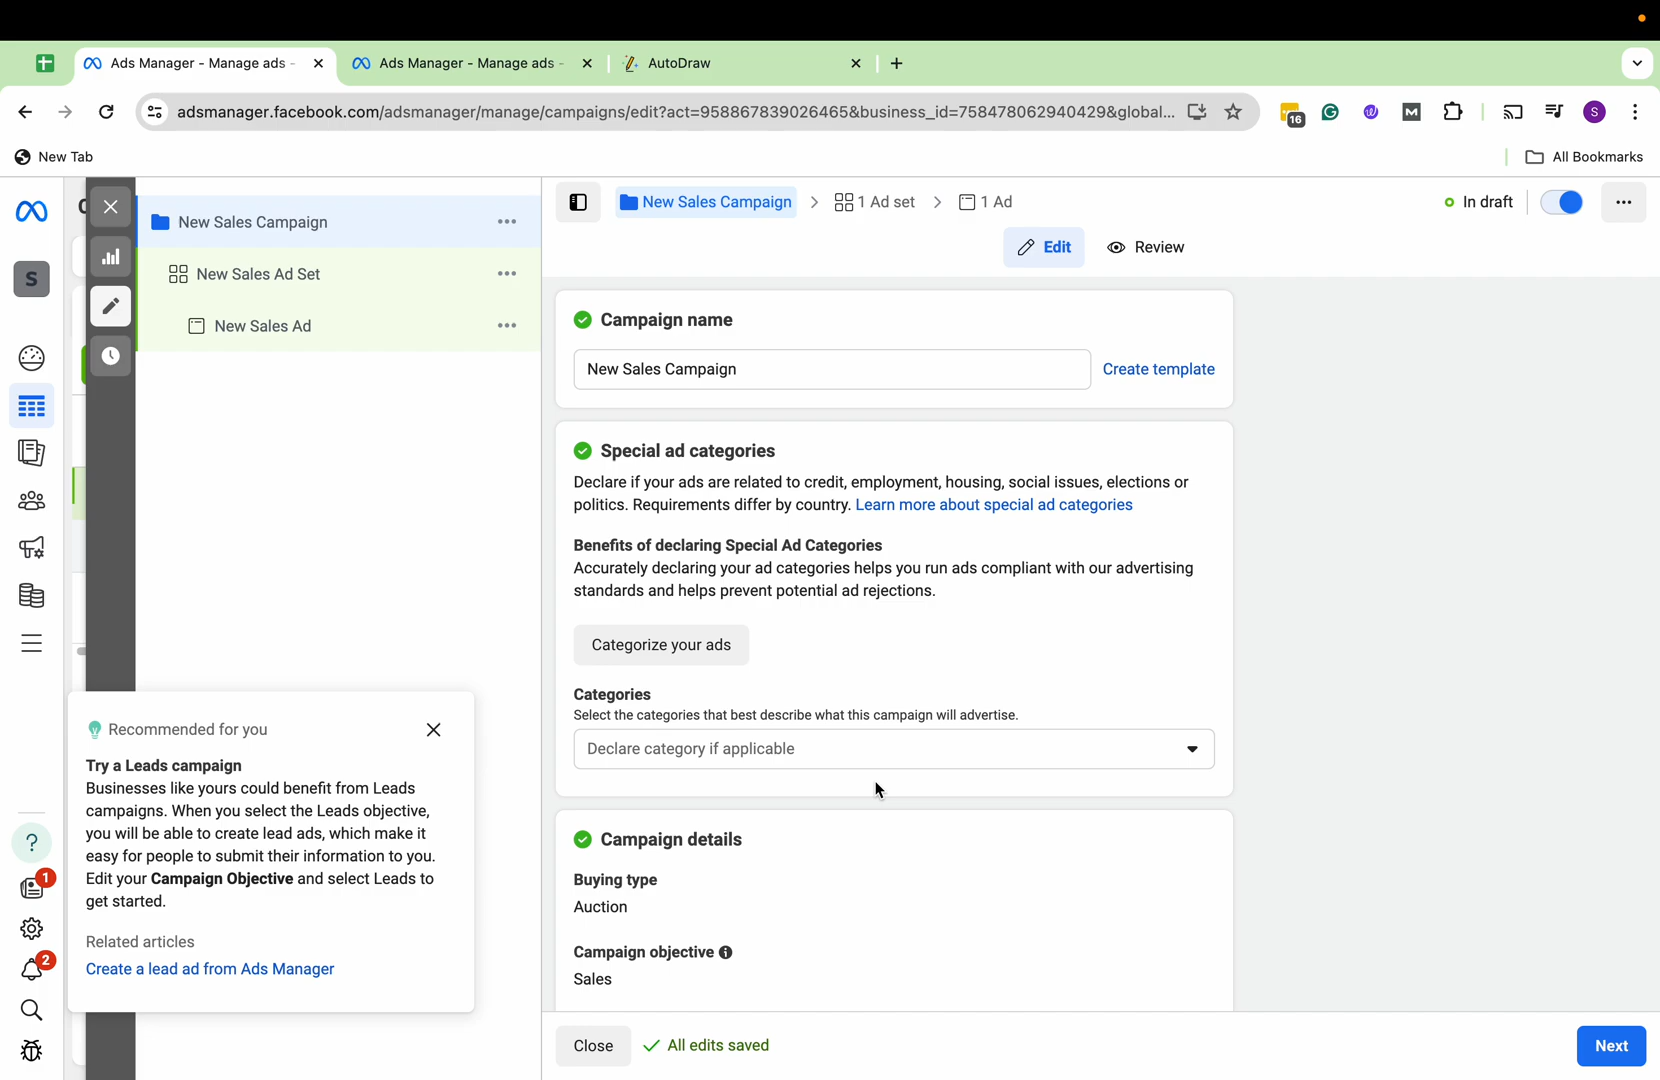 Ads Manager - Manage ads -
Ads Manager - Manage ads -
AutoDraw
adsmanager.facebook.com/adsmanager/manage/campaigns/edit?act=958867839026465&business_id=758478062940429&global...
16
S
New Tab
All Bookmarks
S
New Sales Campaign
New Sales Ad Set
New Sales Ad
New Sales Campaign
1 Ad set
1 Ad
In draft
Edit
Review
Campaign name
New Sales Campaign
Create template
Special ad categories
Declare if your ads are related to credit, employment, housing, social issues, elections or
politics. Requirements differ by country. Learn more about special ad categories
Benefits of declaring Special Ad Categories
Accurately declaring your ad categories helps you run ads compliant with our advertising
standards and helps prevent potential ad rejections.
Categorize your ads
Categories
Select the categories that best describe what this campaign will advertise.
Declare category if applicable
Campaign details
Buying type
Auction
Campaign objective
Sales
Recommended for you
Try a Leads campaign
Businesses like yours could benefit from Leads
campaigns. When you select the Leads objective,
you will be able to create lead ads, which make it
easy for people to submit their information to you.
Edit your Campaign Objective and select Leads to
get started.
Related articles
Create a lead ad from Ads Manager
1
2
Close
All edits saved
Next